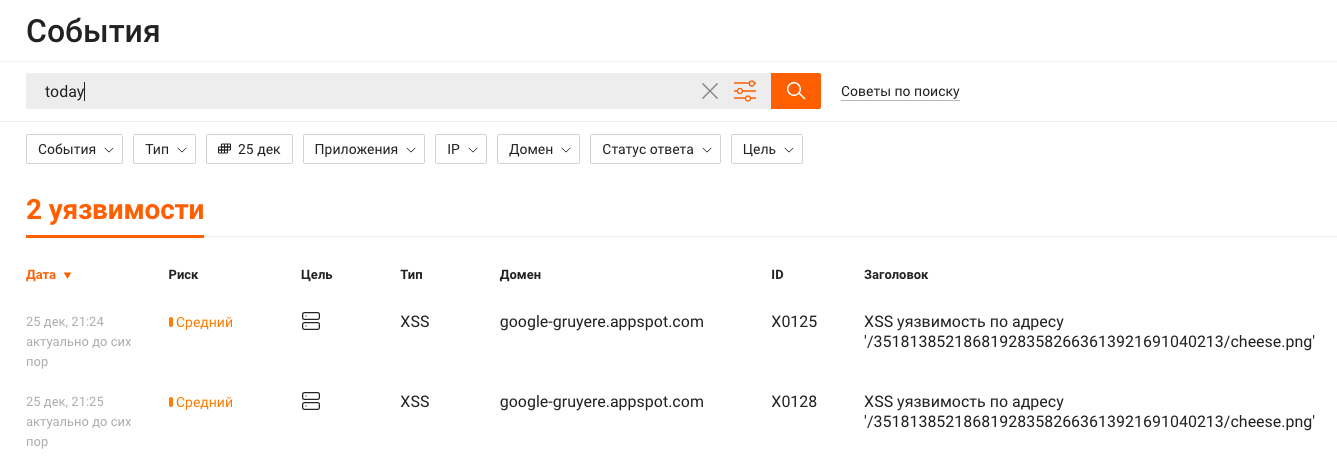 События
today
Советы по поиску
События Тип 25 дек Приложения IP Домен Статус ответа Цель
2 уязвимости
Дата Риск Цель Тип Домен ID Заголовок
25 дек, 21:24
актуально до сих
пор
Средний
XSS
google-gruyere.appspot.com
X0125
XSS уязвимость по адресу
'/351813852186819283582663613921691040213/cheese.png'
25 дек, 21:25
актуально до сих
пор
Средний
XSS
google-gruyere.appspot.com
X0128
XSS уязвимость по адресу
'/351813852186819283582663613921691040213/cheese.png'